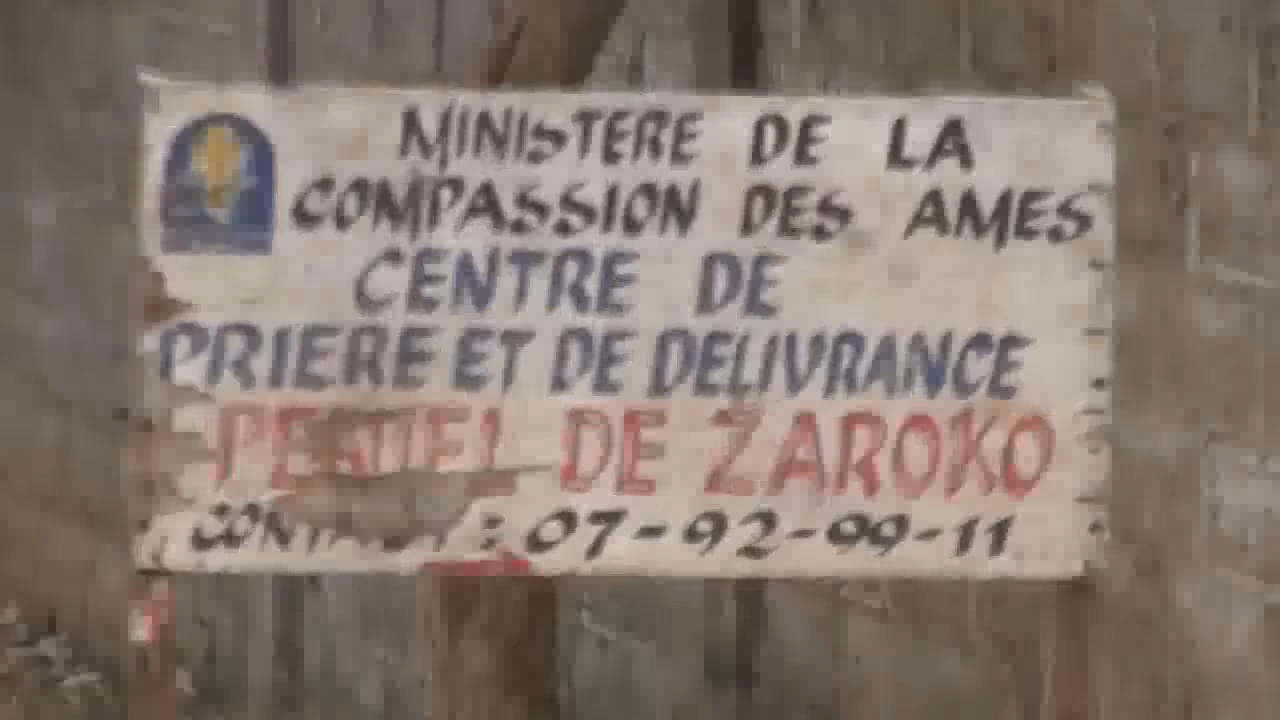 MINISTERE DE LA
COMPASSION DES AMES
CENTRE DE
PRIERE ET DE DELIVRANCE
DE ZAROKO
: 07-92-99-11